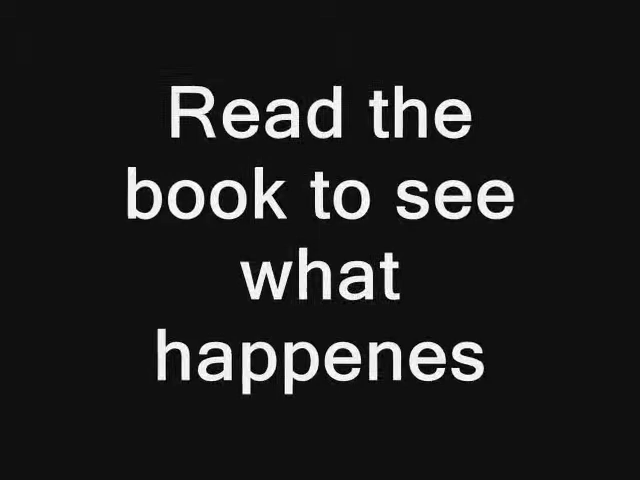 Read the
book to see
what
happenes